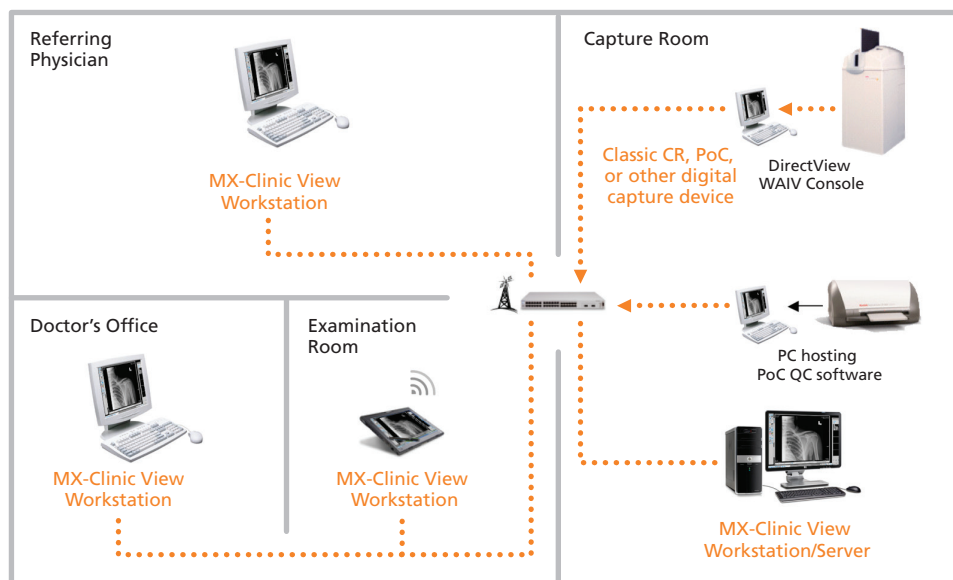 Referring
Physician
MX-Clinic View
Workstation
Capture Room
Classic CR, PoC,
or other digital
capture device
DirectView
WAIV Console
PC hosting
PoC QC software
MX-Clinic View
Workstation/Server
Doctor's Office
MX-Clinic View
Workstation
Examination
Room
MX-Clinic View
Workstation